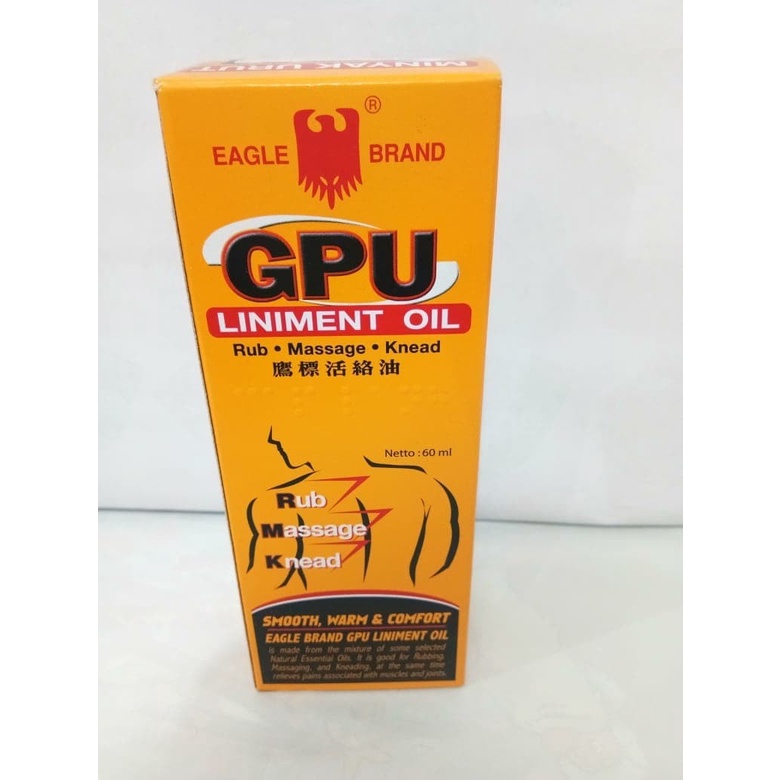 MINYAK URUT
EAGLE BRAND ®
GPU
LINIMENT OIL
Rub • Massage • Knead
鷹標活絡油
Netto : 60 ml
Rub
Massage
Knead
SMOOTH, WARM & COMFORT
EAGLE BRAND GPU LINIMENT OIL
is made from the mixture of some selected
Natural Essential Oils. It is good for Rubbing,
Massaging, and Kneading, at the same time
relieves pains associated with muscles and joints.